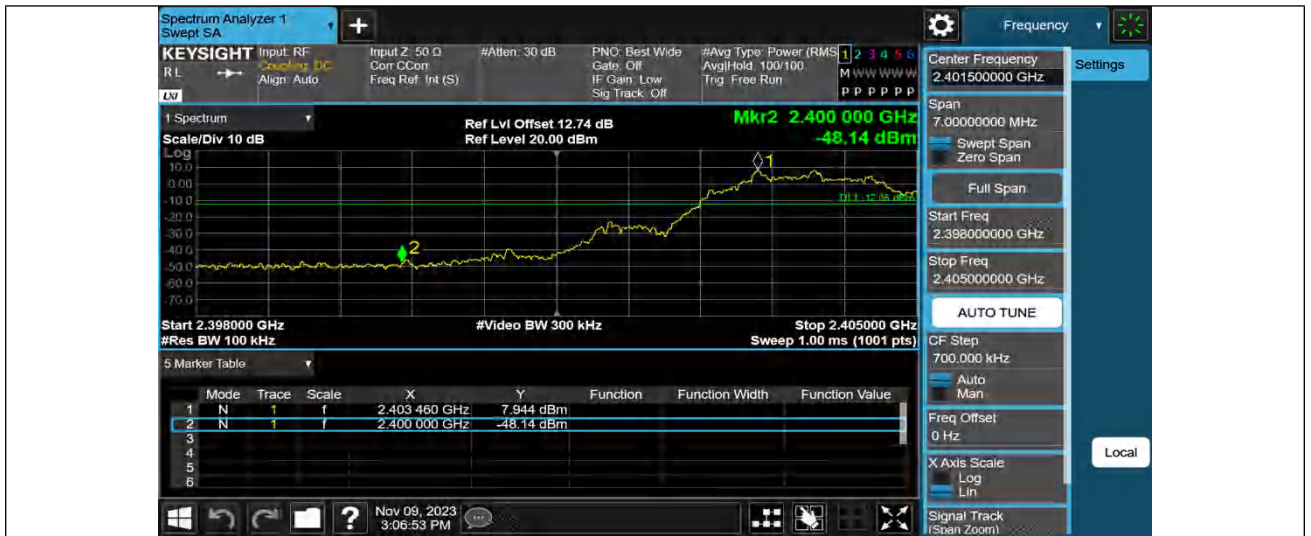 Spectrum Analyzer 1
Swept SA
Frequency
KEYSIGHT
RL
LXI
Input: RF
Coupling: DC
Align: Auto
Input Z: 50 Ω
Corr CCorr
Freq Ref: Int (S)
#Atten: 30 dB
PNO: Best Wide
Gate: Off
IF Gain: Low
Sig Track: Off
#Avg Type: Power (RMS
Avg|Hold: 100/100
Trig: Free Run
1 2 3 4 5 6
M W W W W W
P P P P P P
1 Spectrum
Scale/Div 10 dB
Ref Lvl Offset 12.74 dB
Ref Level 20.00 dBm
Mkr2 2.400 000 GHz
-48.14 dBm
Log
10.0
0.00
-10.0
-20.0
-30.0
-40.0
-50.0
-60.0
-70.0
1
2
Start 2.398000 GHz
#Video BW 300 kHz
Stop 2.405000 GHz
#Res BW 100 kHz
Sweep 1.00 ms (1001 pts)
5 Marker Table
Mode Trace Scale X Y Function Function Width Function Value
1 N 1 f 2.403 460 GHz 7.944 dBm
2 N 1 f 2.400 000 GHz -48.14 dBm
3
4
5
6
Nov 09, 2023
3:06:53 PM
Center Frequency
2.401500000 GHz
Span
7.00000000 MHz
Swept Span
Zero Span
Full Span
Start Freq
2.398000000 GHz
Stop Freq
2.405000000 GHz
AUTO TUNE
CF Step
700.000 kHz
Auto
Man
Freq Offset
0 Hz
X Axis Scale
Log
Lin
Signal Track
(Span Zoom)
Settings
Local